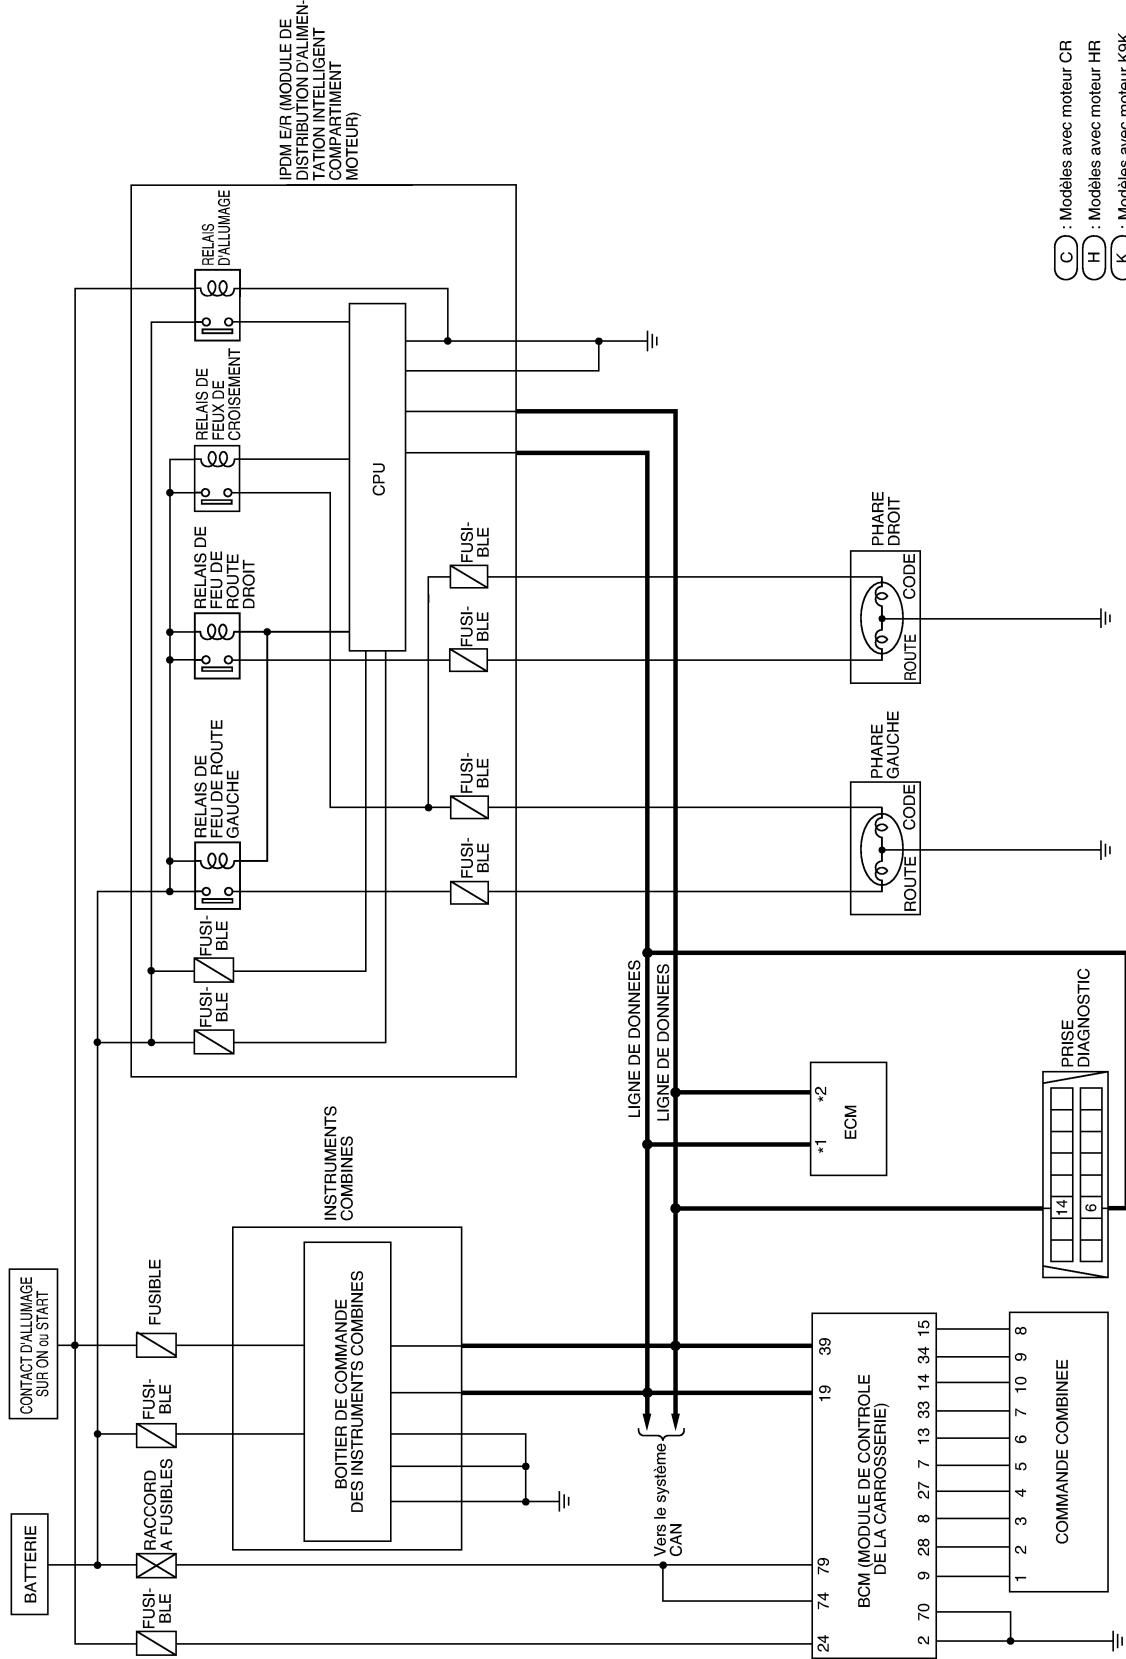 BATTERIE
CONTACT D'ALLUMAGE
SUR ON ou START
FUSI-
BLE
RACCORD
A FUSIBLES
FUSI-
BLE
FUSIBLE
BOITIER DE COMMANDE
DES INSTRUMENTS COMBINES
INSTRUMENTS
COMBINES
FUSI-
BLE
FUSI-
BLE
RELAIS DE
FEU DE ROUTE
GAUCHE
RELAIS DE
FEU DE
ROUTE
DROIT
RELAIS DE
FEUX DE
CROISEMENT
RELAIS
D'ALLUMAGE
IPDM E/R (MODULE DE
DISTRIBUTION D'ALIMEN-
TATION INTELLIGENT
COMPARTIMENT
MOTEUR)
CPU
FUSI-
BLE
FUSI-
BLE
FUSI-
BLE
FUSI-
BLE
LIGNE DE DONNEES
LIGNE DE DONNEES
Vers le système
CAN
24 74 79 19 39
BCM (MODULE DE CONTROLE
DE LA CARROSSERIE)
2 70 9 28 8 27 7 13 33 14 34 15
1 2 3 4 5 6 7 10 9 8
COMMANDE COMBINEE
*1 *2
ECM
PHARE
GAUCHE
ROUTE CODE
PHARE
DROIT
ROUTE CODE
PRISE
DIAGNOSTIC
14
6
C : Modèles avec moteur CR
H : Modèles avec moteur HR
K : Modèles avec moteur K9K